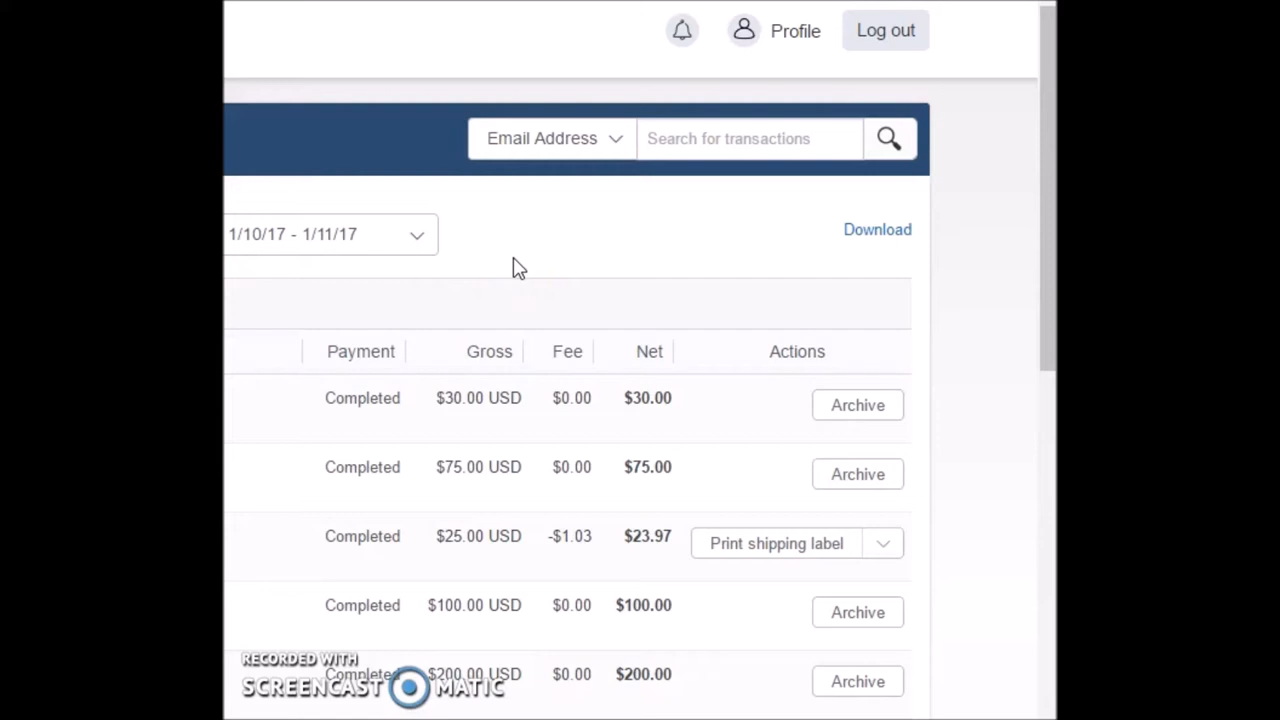 Profile Log out
Email Address Search for transactions
1/10/17 - 1/11/17 Download
Payment Gross Fee Net Actions
Completed $30.00 USD $0.00 $30.00 Archive
Completed $75.00 USD $0.00 $75.00 Archive
Completed $25.00 USD -$1.03 $23.97 Print shipping label
Completed $100.00 USD $0.00 $100.00 Archive
RECORDED WITH
Completed $200.00 USD $0.00 $200.00 Archive
SCREENCAST MATIC